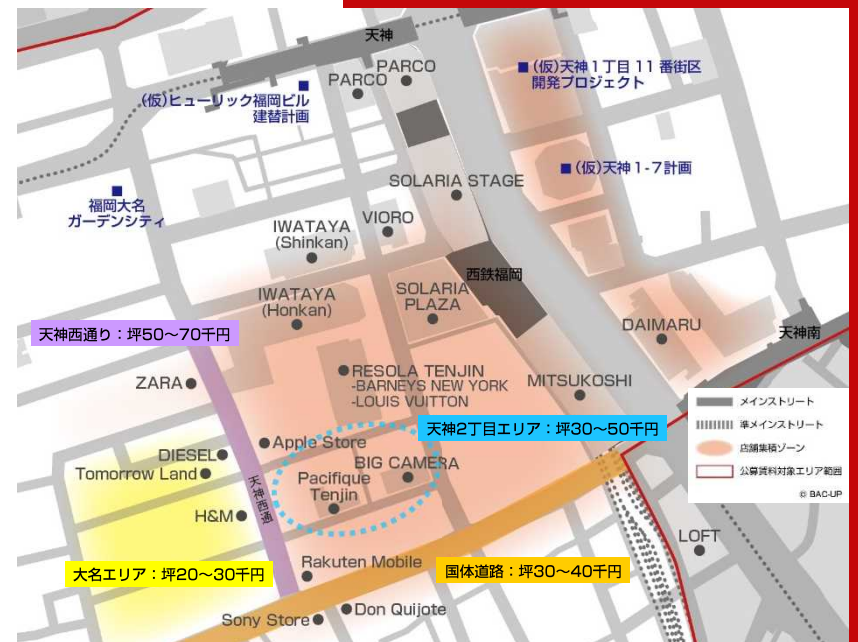 天神
PARCO
PARCO
(仮)ヒューリック福岡ビル
建替計画
(仮)天神1丁目11番街区
開発プロジェクト
(仮)天神1-7計画
福岡大名
ガーデンシティ
SOLARIA STAGE
VIORO
IWATAYA
(Shinkan)
西鉄福岡
IWATAYA
(Honkan)
SOLARIA
PLAZA
DAIMARU
天神南
天神西通り：坪50～70千円
ZARA
RESOLA TENJIN
-BARNEYS NEW YORK
-LOUIS VUITTON
MITSUKOSHI
メインストリート
準メインストリート
店舗集積ゾーン
公募賃料対象エリア範囲
© BAC-UP
天神2丁目エリア：坪30～50千円
Apple Store
DIESEL
Tomorrow Land
BIG CAMERA
Pacifique
Tenjin
天神西通
H&M
LOFT
大名エリア：坪20～30千円
Rakuten Mobile
国体道路：坪30～40千円
Don Quijote
Sony Store